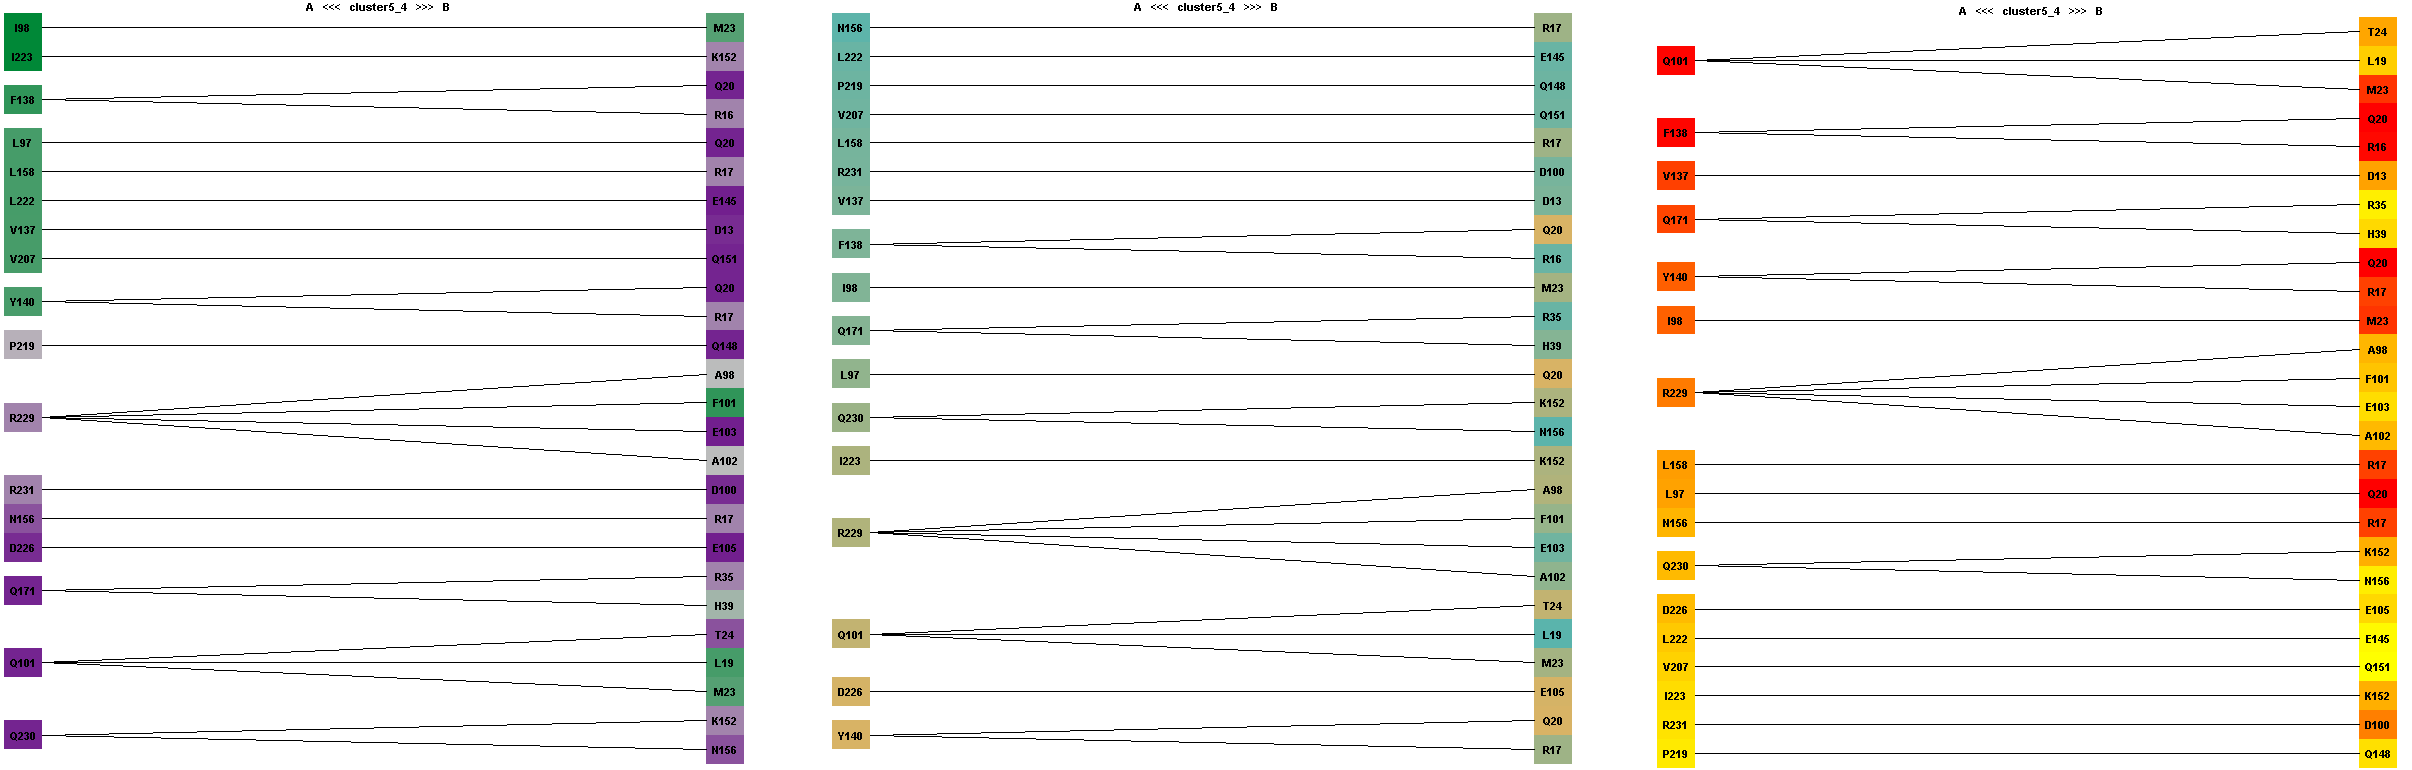 A <<< cluster5_4 >>> B
I98 M23
I223 K152
F138 Q20
R16
L97 Q20
L158 R17
L222 E145
V137 D13
V207 Q151
Y140 Q20
R17
P219 Q148
A98
R229 F101
E103
A102
R231 D100
N156 R17
D226 E105
Q171 R35
H39
T24
Q101 L19
M23
Q230 K152
N156
A <<< cluster5_4 >>> B
N156 R17
L222 E145
P219 Q148
V207 Q151
L158 R17
R231 D100
V137 D13
F138 Q20
R16
I98 M23
Q171 R35
H39
L97 Q20
Q230 K152
N156
I223 K152
A98
R229 F101
E103
A102
T24
Q101 L19
M23
D226 E105
Y140 Q20
R17
A <<< cluster5_4 >>> B
T24
Q101 L19
M23
F138 Q20
R16
V137 D13
Q171 R35
H39
Y140 Q20
R17
I98 M23
A98
R229 F101
E103
A102
L158 R17
L97 Q20
N156 R17
Q230 K152
N156
D226 E105
L222 E145
V207 Q151
I223 K152
R231 D100
P219 Q148